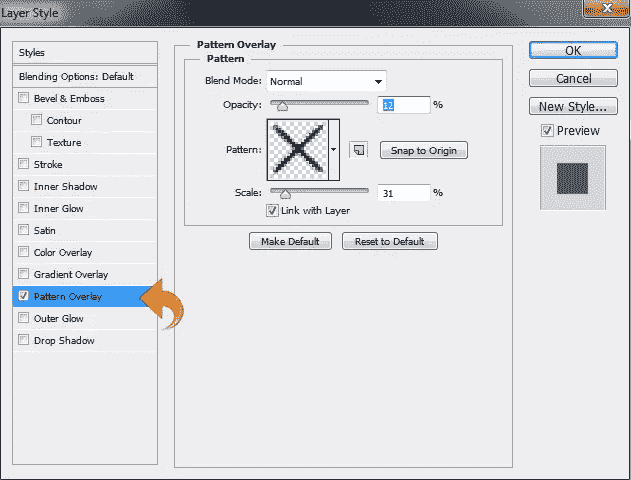 Layer Style
Styles
Blending Options: Default
Bevel & Emboss
Contour
Texture
Stroke
Inner Shadow
Inner Glow
Satin
Color Overlay
Gradient Overlay
Pattern Overlay
Outer Glow
Drop Shadow
Pattern Overlay
Pattern
Blend Mode: Normal
Opacity: 12 %
Pattern: Snap to Origin
Scale: 31 %
Link with Layer
Make Default Reset to Default
OK
Cancel
New Style...
Preview